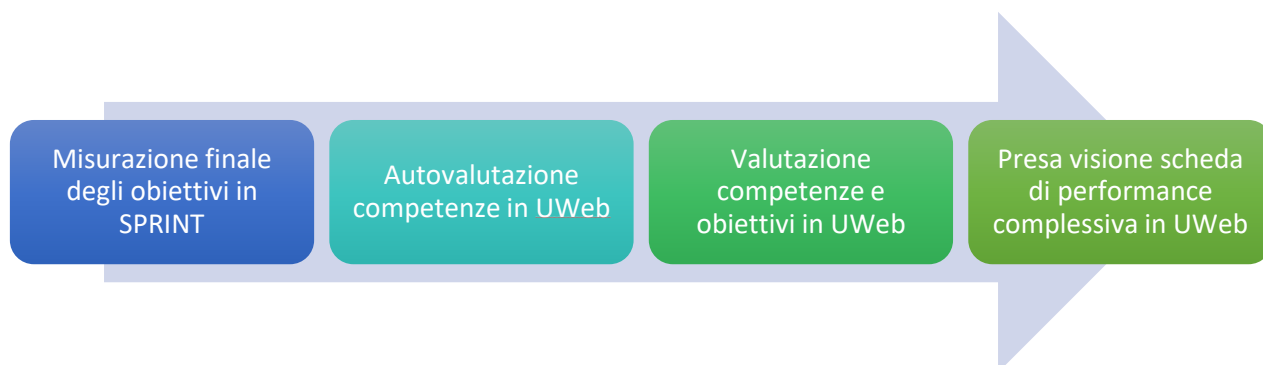 Misurazione finale
degli obiettivi in
SPRINT
Autovalutazione
competenze in UWeb
Valutazione
competenze e
obiettivi in UWeb
Presa visione scheda
di performance
complessiva in UWeb